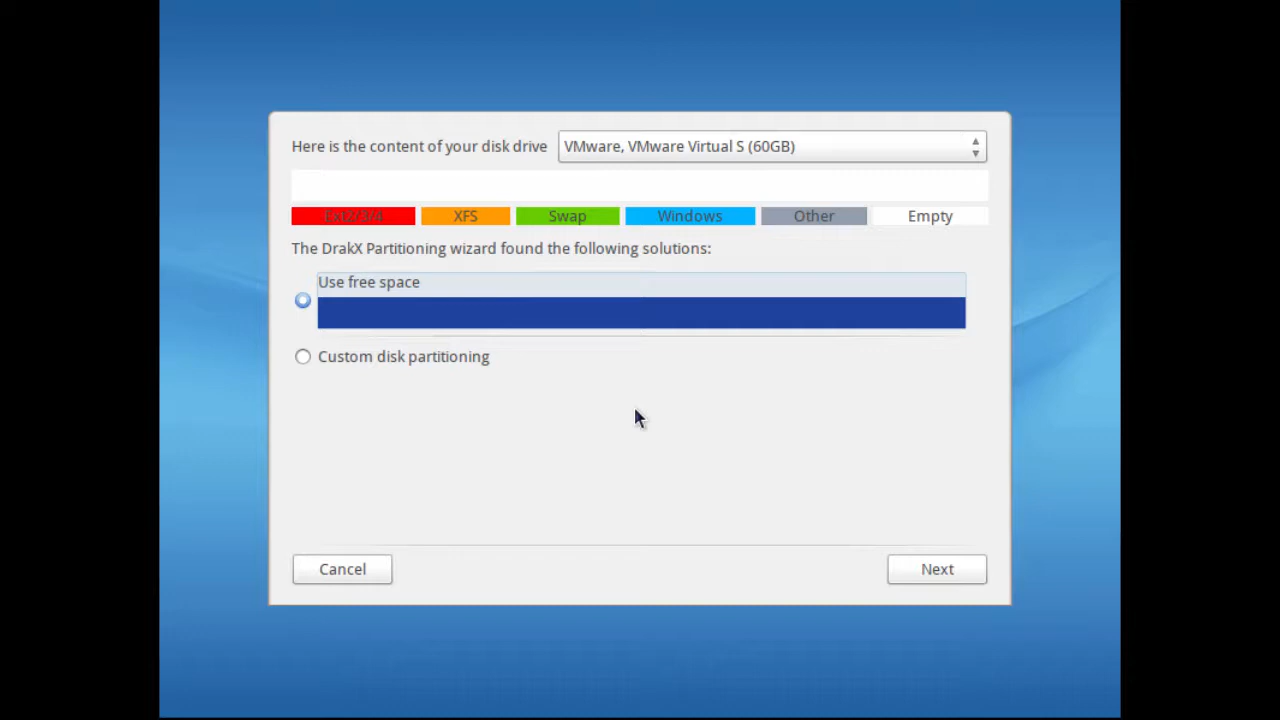 Here is the content of your disk drive VMware, VMware Virtual S (60GB)
Ext2/3/4 XFS Swap Windows Other Empty
The DrakX Partitioning wizard found the following solutions:
Use free space
Custom disk partitioning
Cancel Next